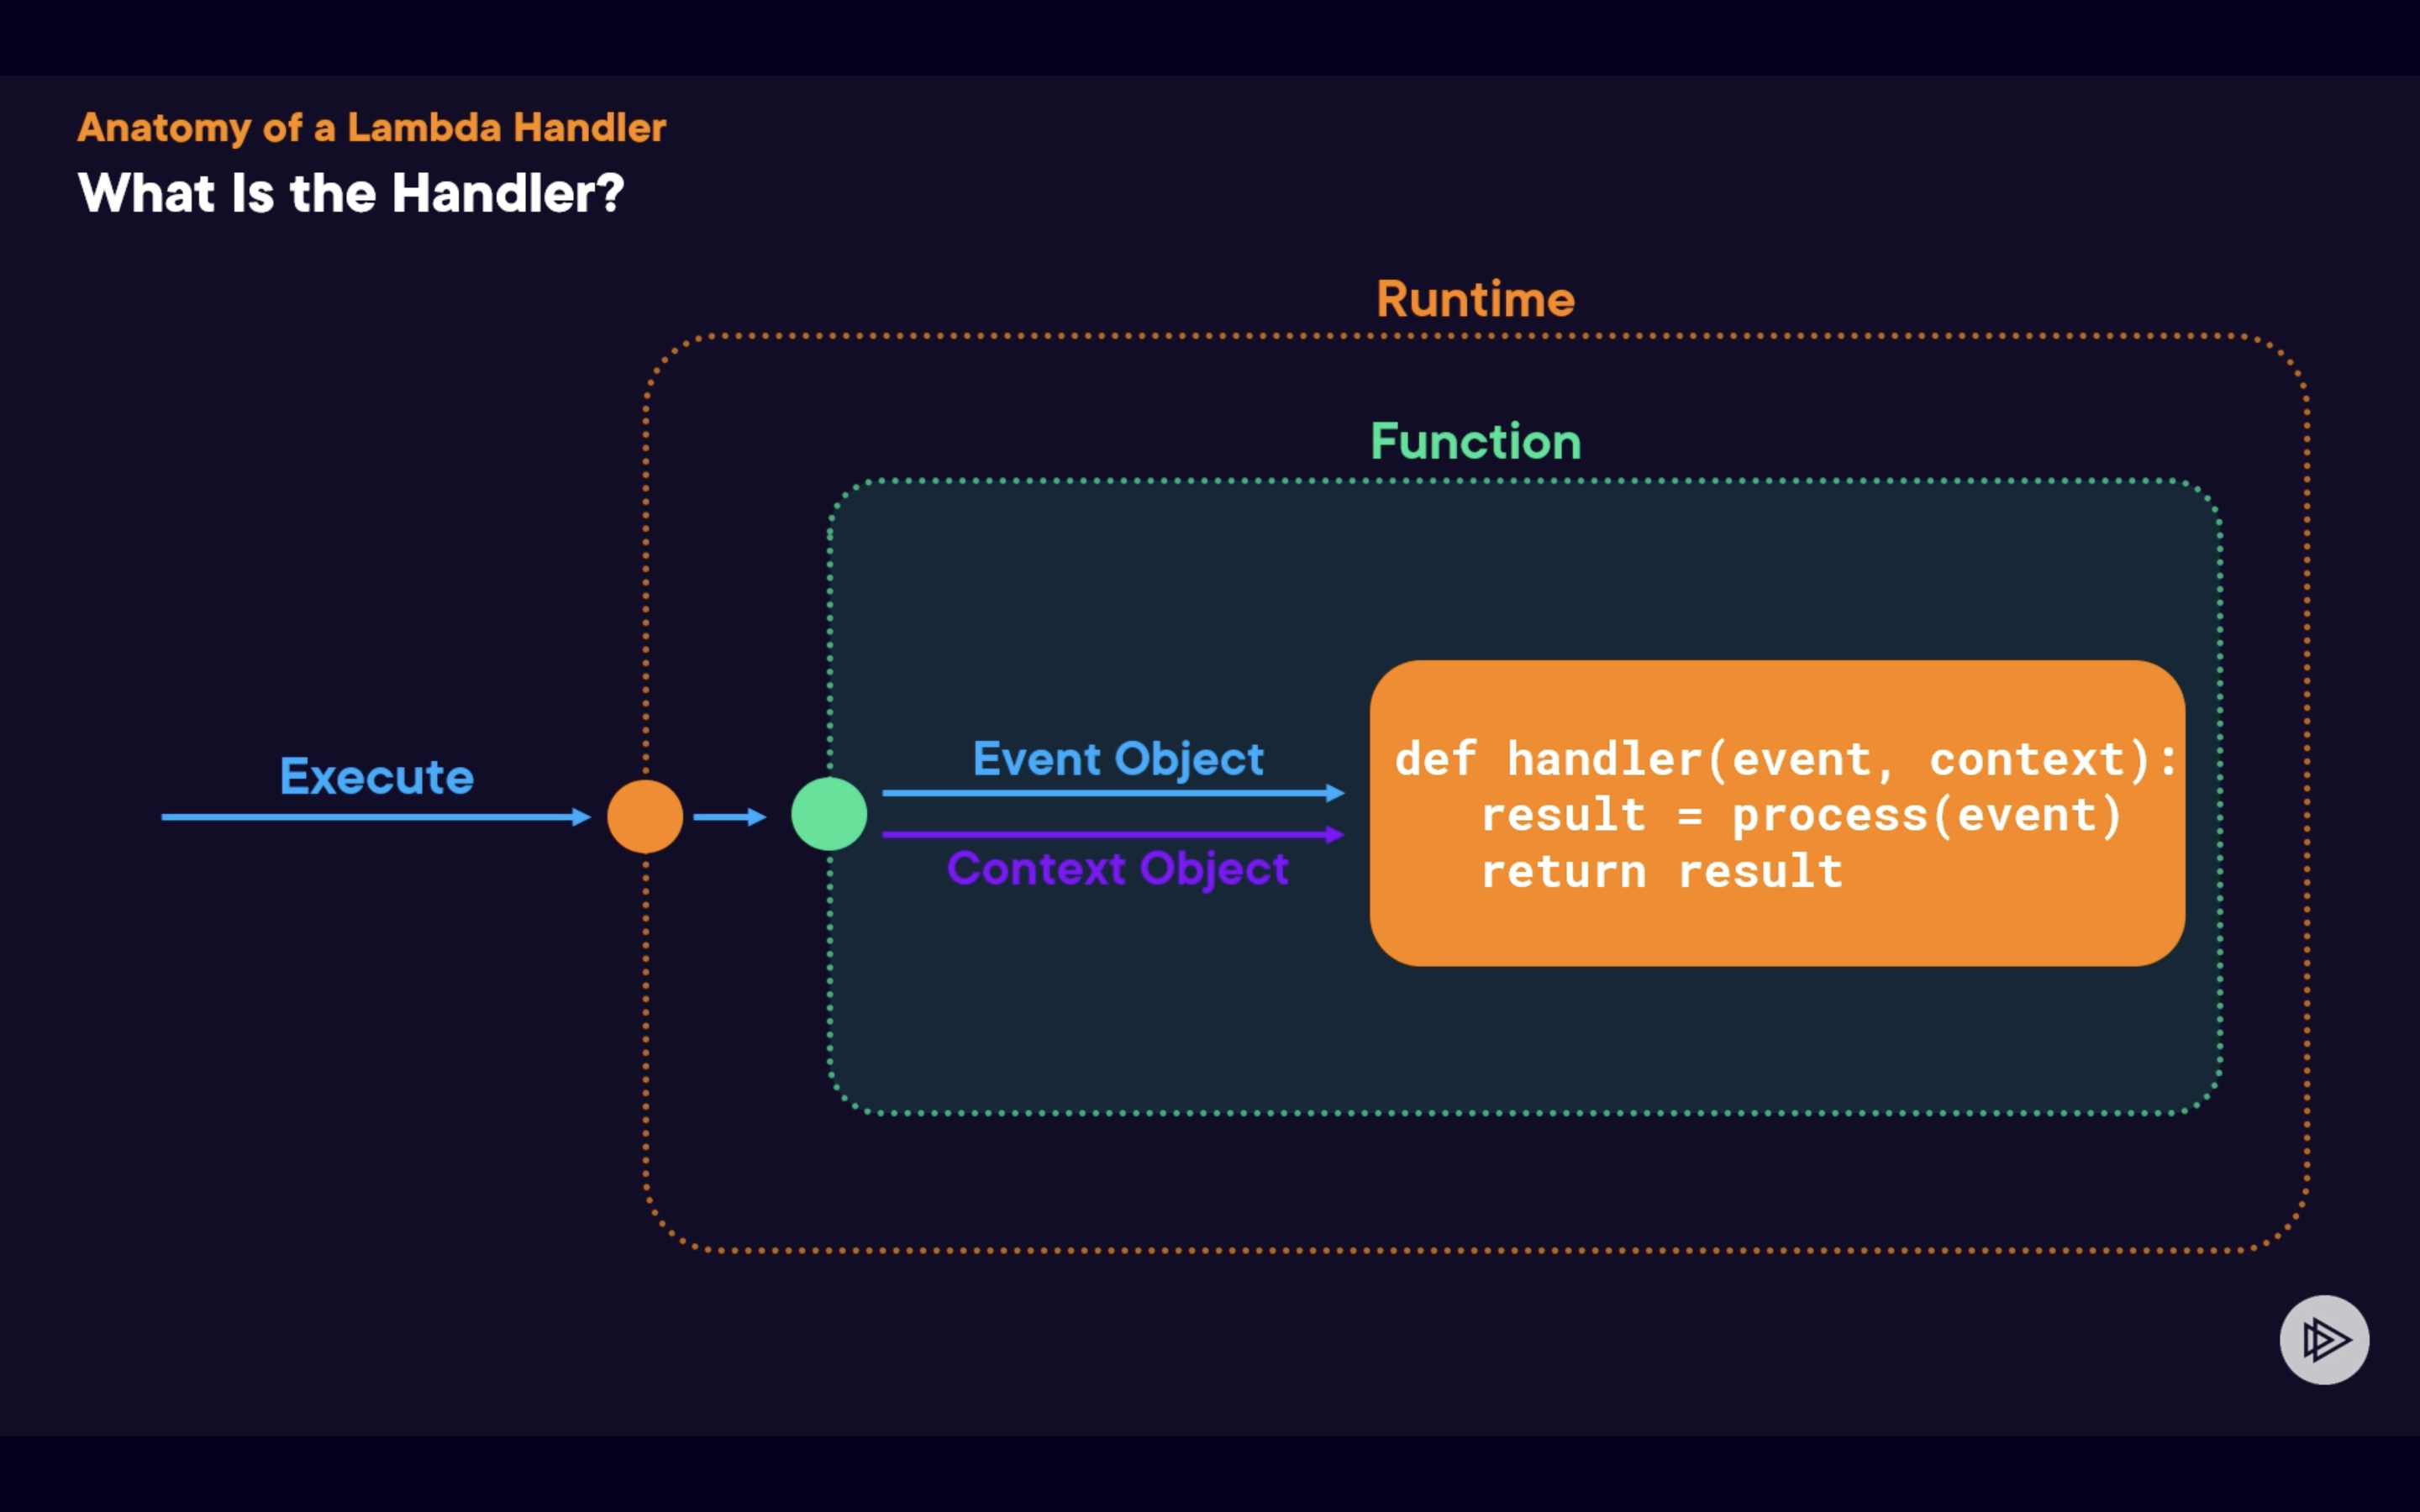 Anatomy of a Lambda Handler
What Is the Handler?
Runtime
Function
Execute
Event Object
Context Object
def handler(event, context):
result = process(event)
return result